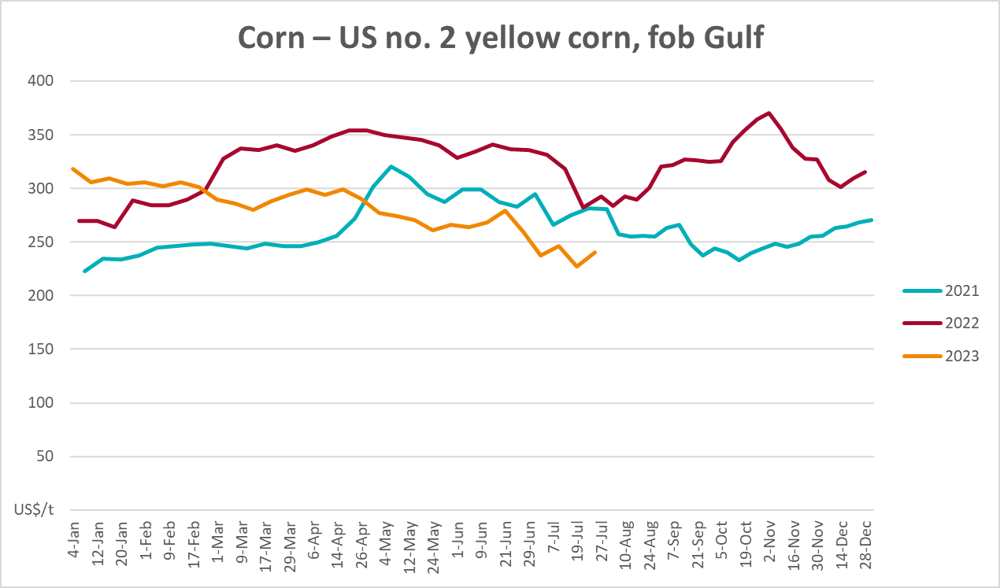 Corn – US no. 2 yellow corn, fob Gulf
400
350
300
250
200
150
100
50
US$/t
4-Jan
12-Jan
20-Jan
1-Feb
9-Feb
17-Feb
1-Mar
9-Mar
17-Mar
29-Mar
6-Apr
14-Apr
26-Apr
4-May
12-May
24-May
1-Jun
9-Jun
21-Jun
29-Jun
7-Jul
19-Jul
27-Jul
10-Aug
24-Aug
7-Sep
21-Sep
5-Oct
19-Oct
2-Nov
16-Nov
30-Nov
14-Dec
28-Dec
2021
2022
2023